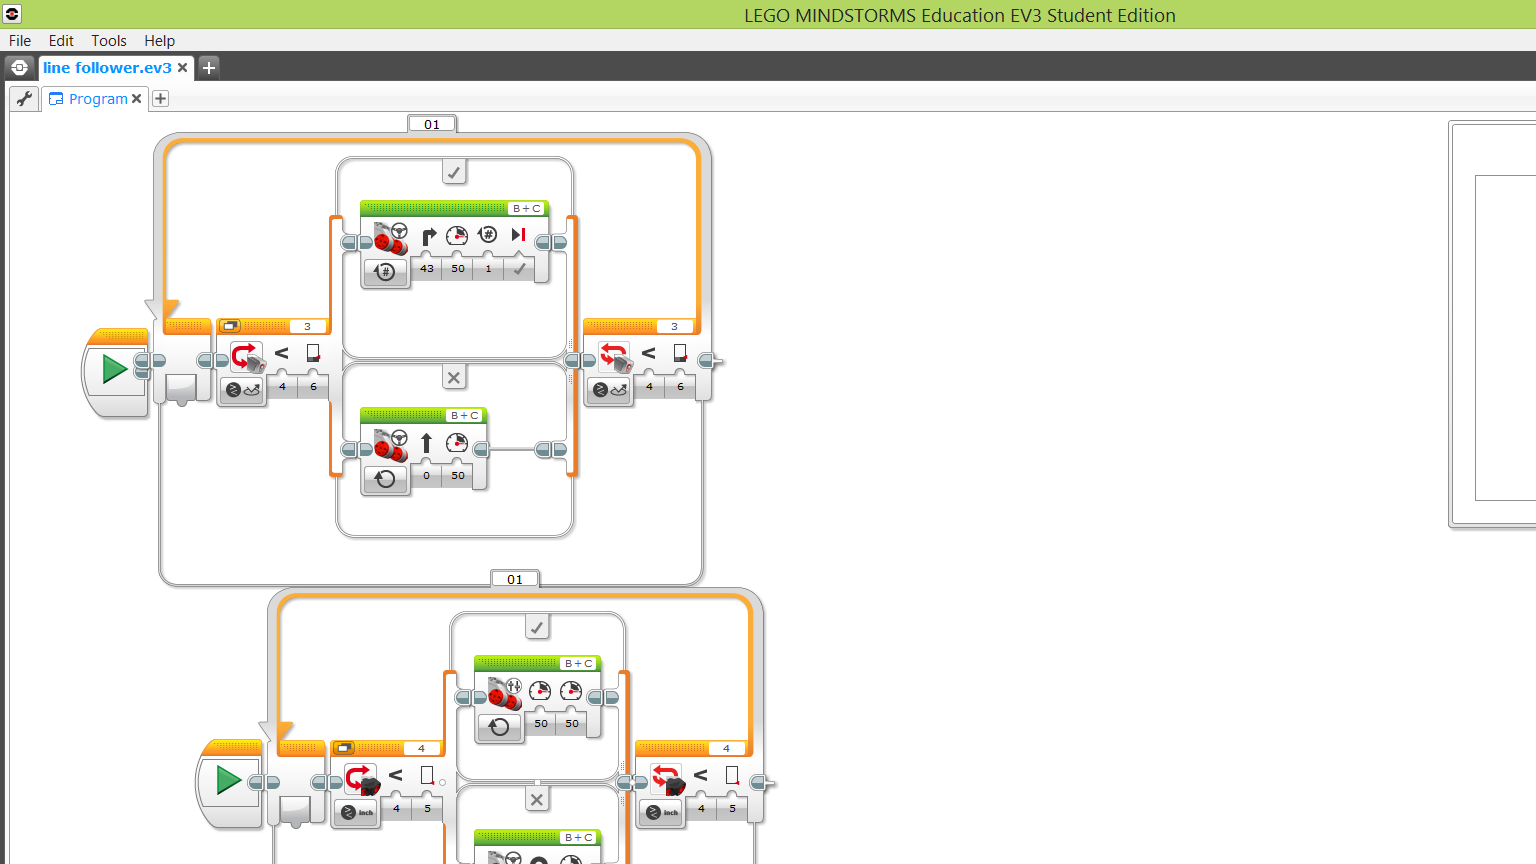 LEGO MINDSTORMS Education EV3 Student Edition
File Edit Tools Help
line follower.ev3
Program
01
B + C
#
# 43 50 1
3
3
< <
4 6
4 6
B + C
0 50
01
B + C
50 50
4
4
< <
inch 4 5
inch 4 5
B + C